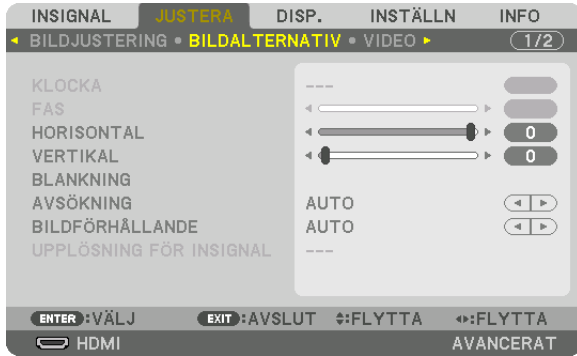 INSIGNAL JUSTERA DISP. INSTÄLLN INFO
◄ BILDJUSTERING • BILDALTERNATIV • VIDEO ► 1/2
KLOCKA ---
FAS
HORISONTAL 0
VERTIKAL 0
BLANKNING
AVSÖKNING AUTO
BILDFÖRHÅLLANDE AUTO
UPPLÖSNING FÖR INSIGNAL ---
ENTER :VÄLJ EXIT :AVSLUT :FLYTTA :FLYTTA
HDMI AVANCERAT